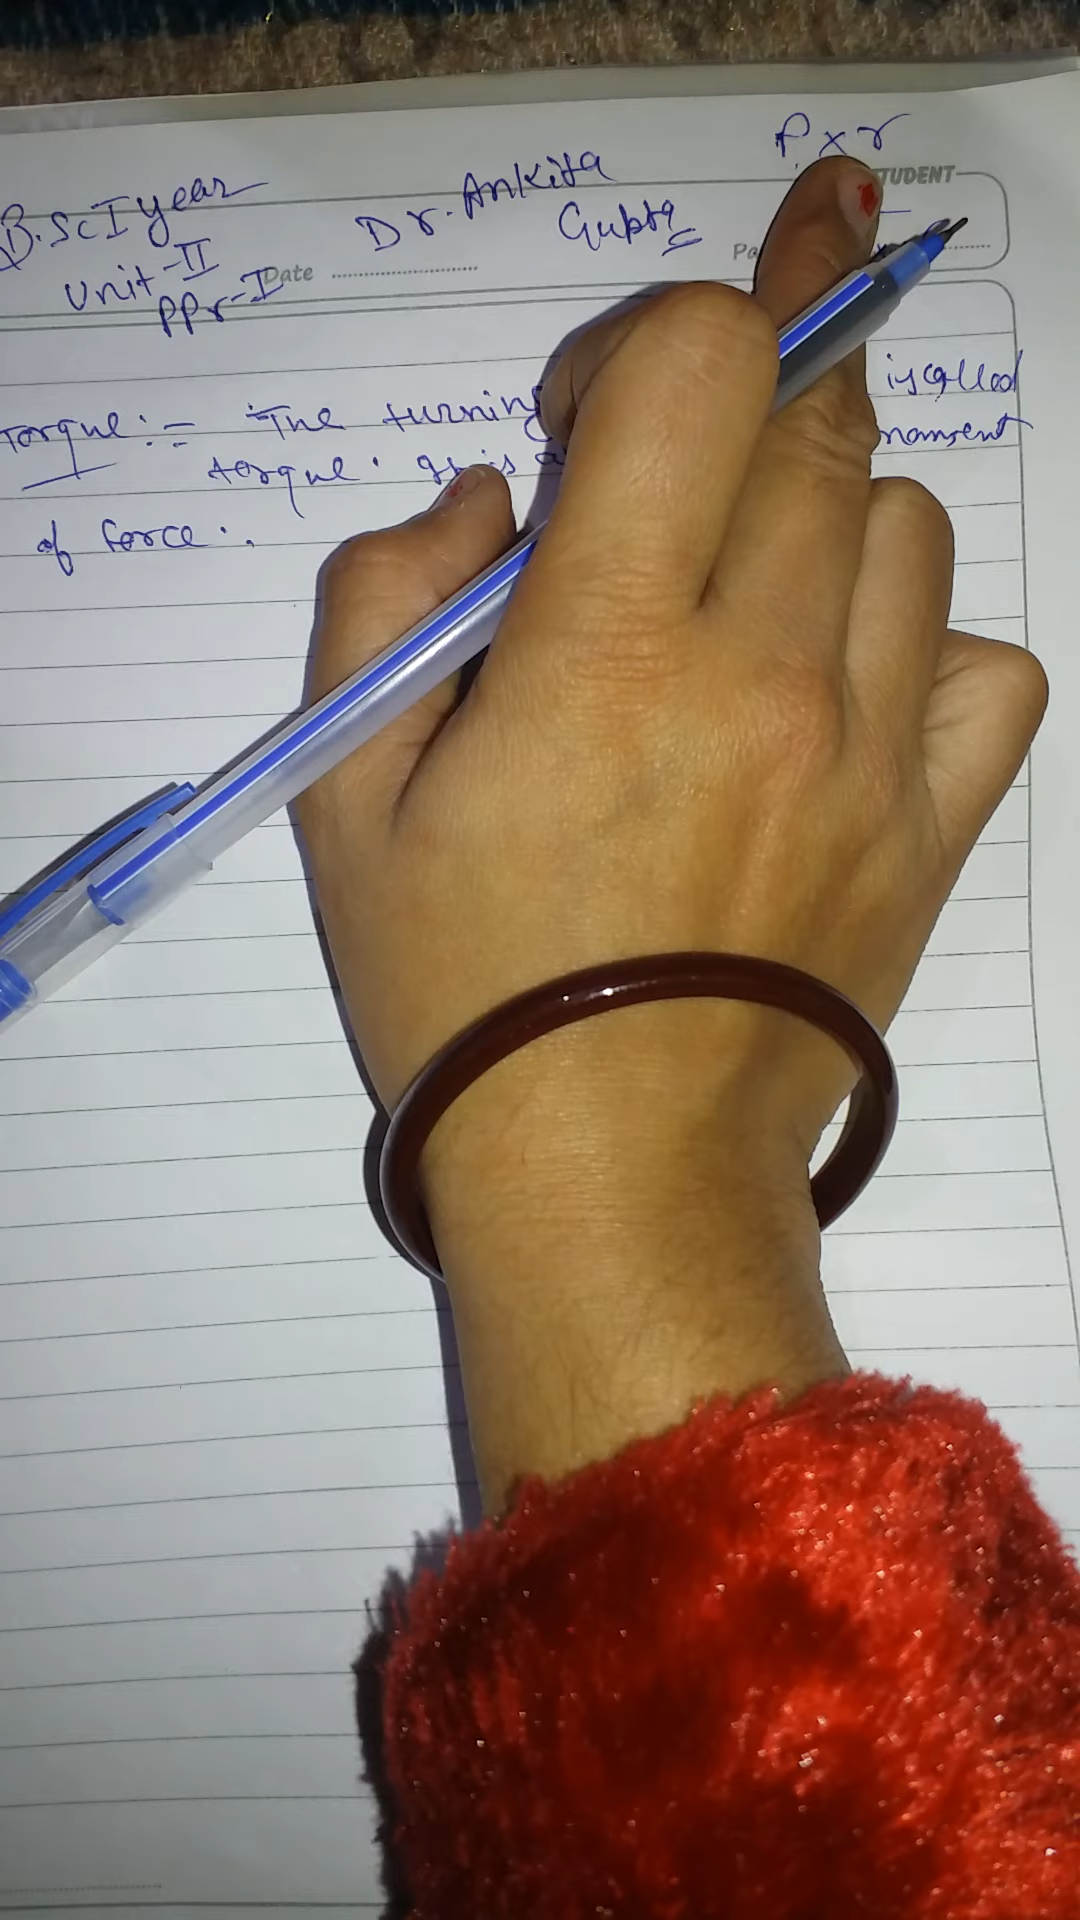 P x r
STUDENT
B.Sc I year
Dr. Ankita
Gupta
Unit-II
Date
PPr-I
Torque:= The turning is called
torque. It is moment
of force.